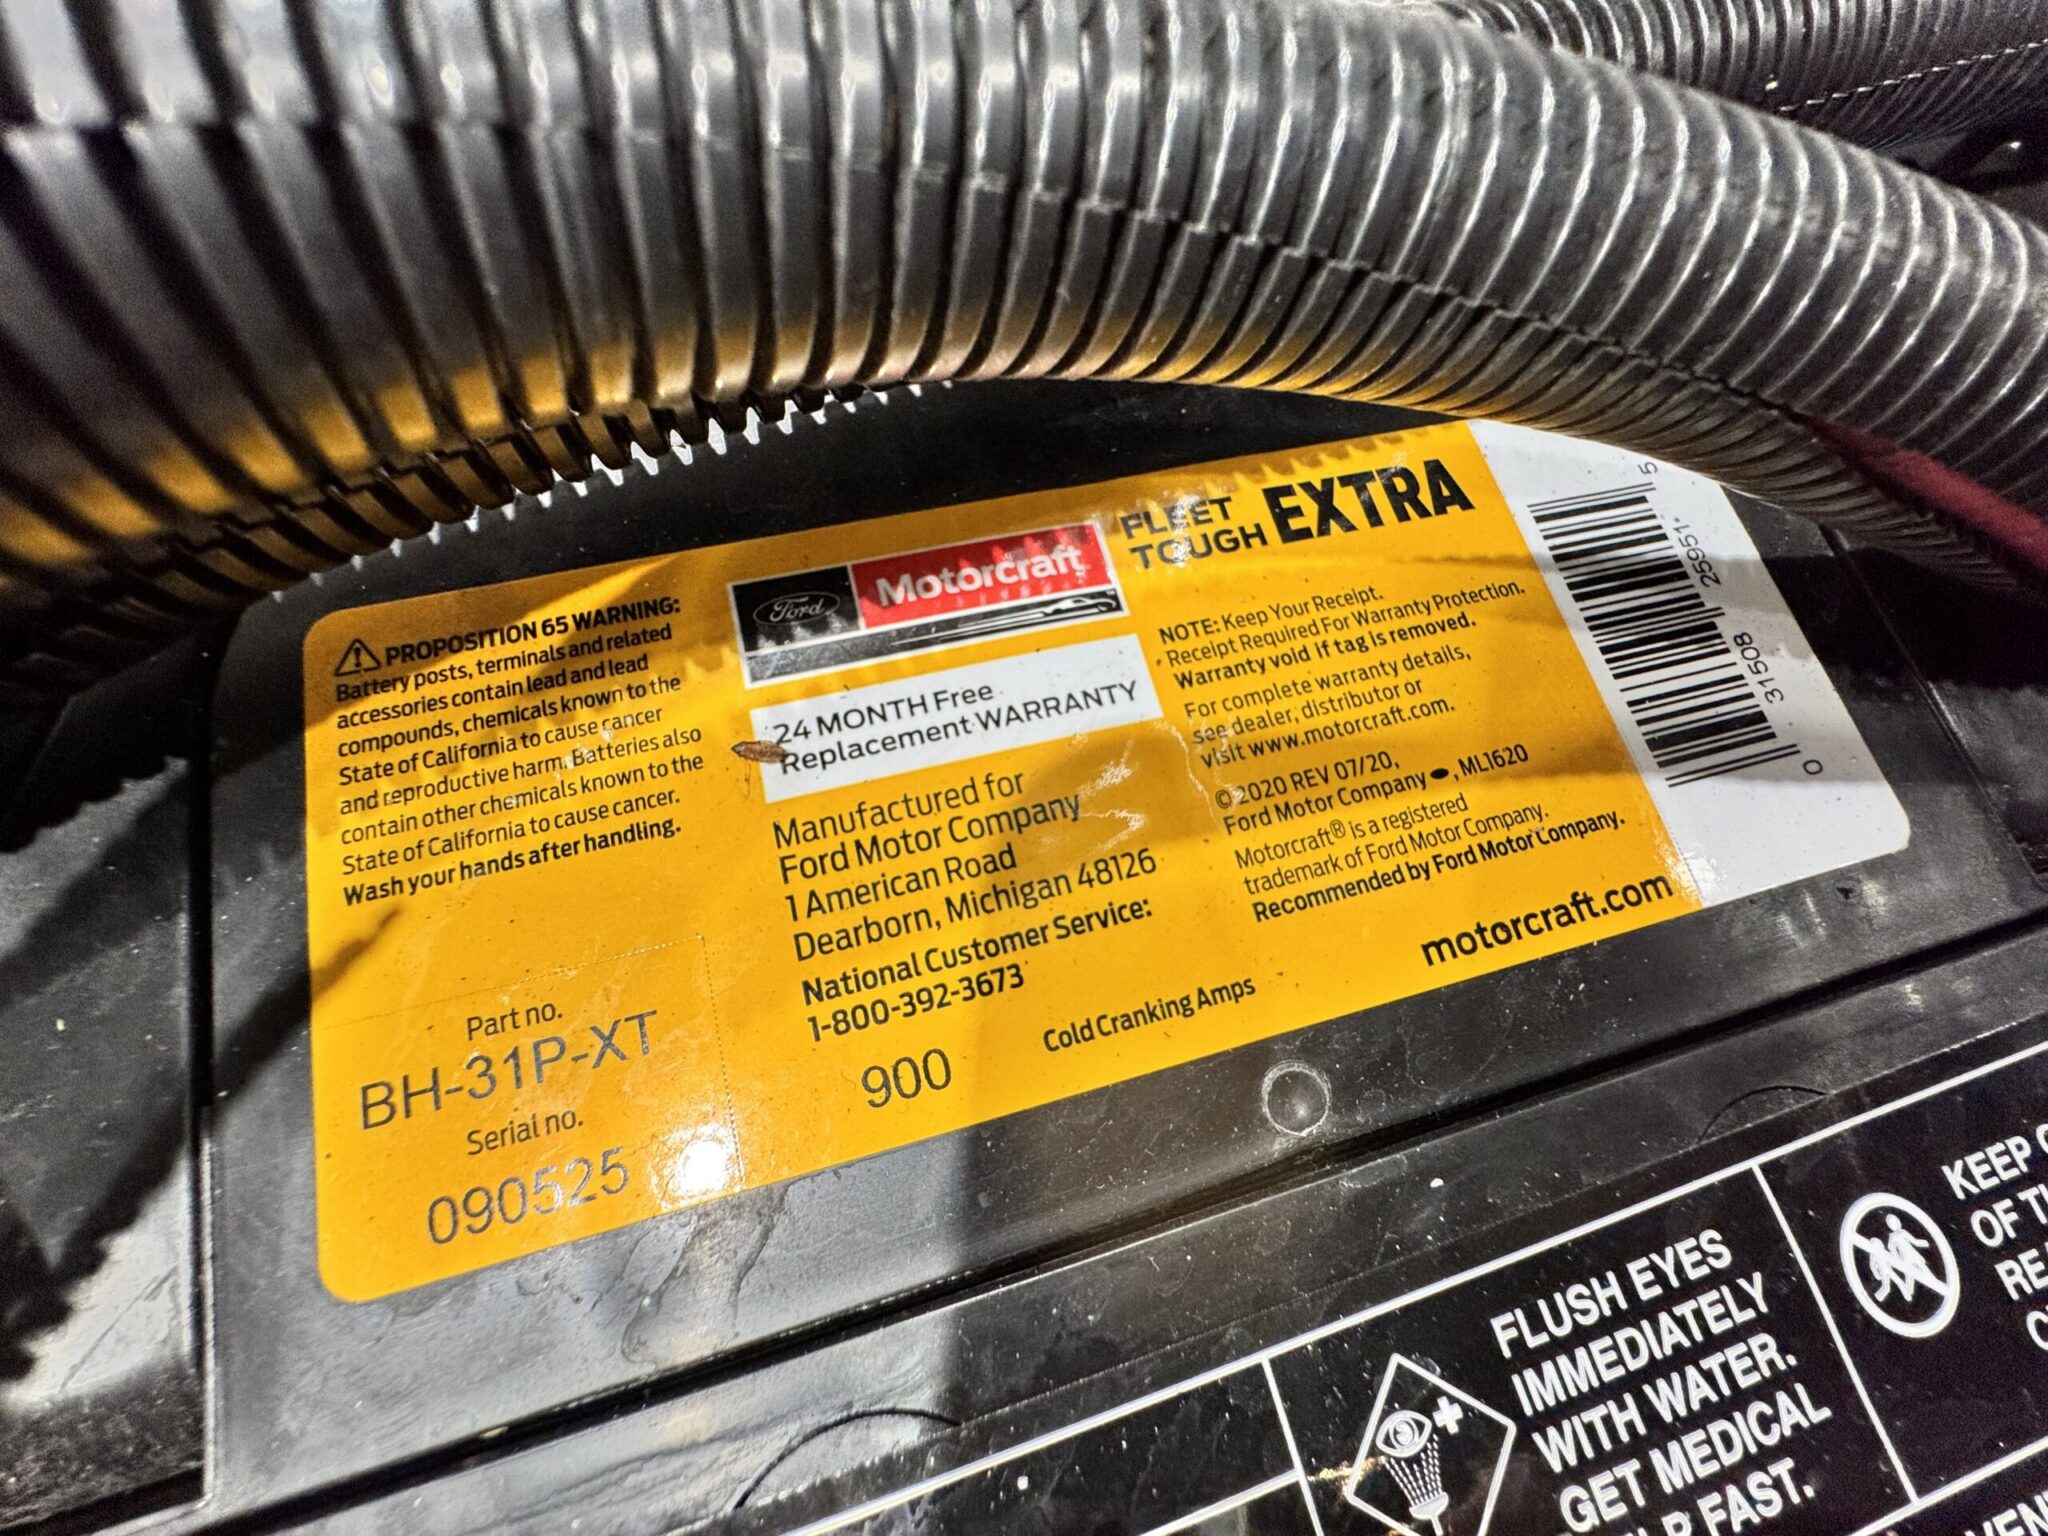 ⚠ PROPOSITION 65 WARNING:
Battery posts, terminals and related
accessories contain lead and lead
compounds, chemicals known to the
State of California to cause cancer
and reproductive harm. Batteries also
contain other chemicals known to the
State of California to cause cancer.
Wash your hands after handling.
Part no.
BH-31P-XT
Serial no.
090525
Ford
Motorcraft
24 MONTH Free
Replacement WARRANTY
Manufactured for
Ford Motor Company
1 American Road
Dearborn, Michigan 48126
National Customer Service:
1-800-392-3673
900
Cold Cranking Amps
FLEET
TOUGH EXTRA
NOTE: Keep Your Receipt.
Receipt Required For Warranty Protection.
Warranty void if tag is removed.
For complete warranty details,
see dealer, distributor or
visit www.motorcraft.com.
© 2020 REV 07/20,
Ford Motor Company, ML1620
Motorcraft® is a registered
trademark of Ford Motor Company.
Recommended by Ford Motor Company.
motorcraft.com
0 31508 25951 5
FLUSH EYES
IMMEDIATELY
WITH WATER.
GET MEDICAL
FAST.
KEEP
OF